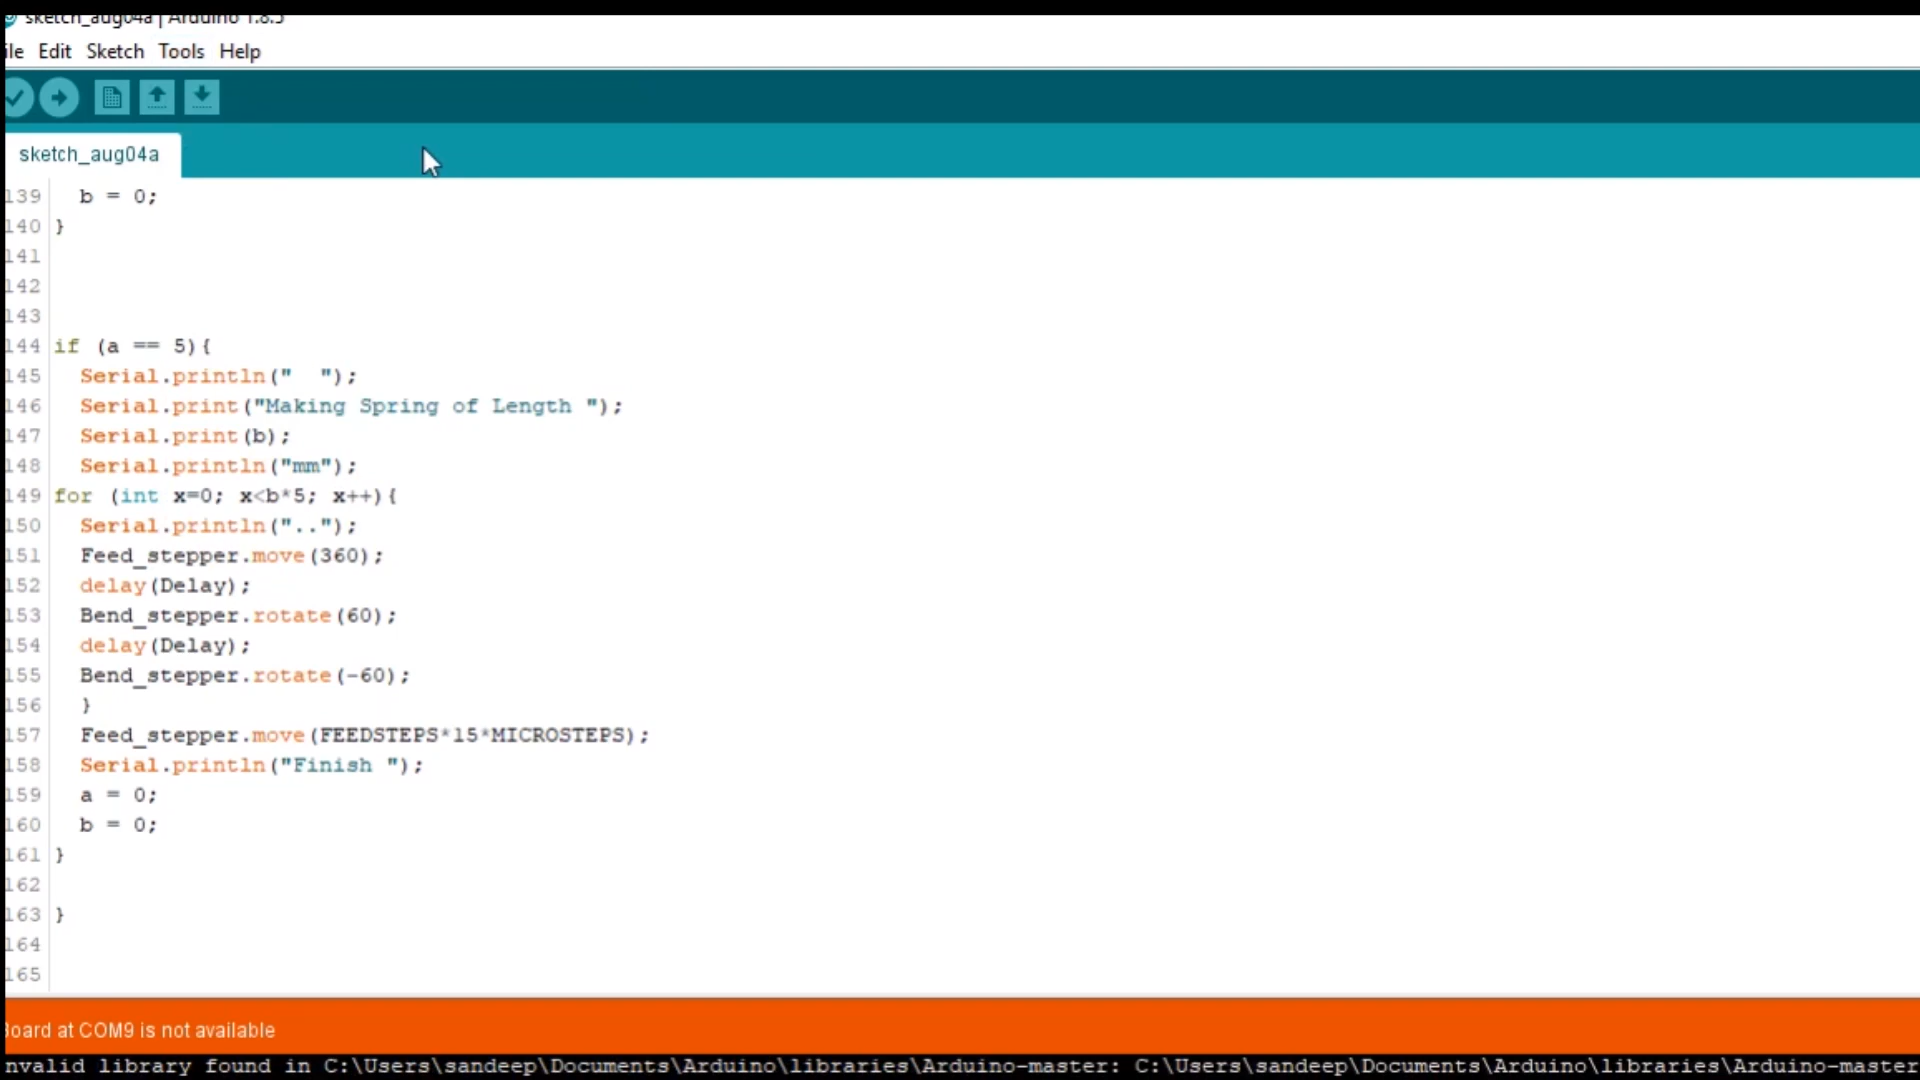 sketch_aug04a | Arduino 1.8.5
ile Edit Sketch Tools Help
sketch_aug04a
139 b = 0;
140 }
141
142
143
144 if (a == 5){
145 Serial.println("  ");
146 Serial.print("Making Spring of Length ");
147 Serial.print(b);
148 Serial.println("mm");
149 for (int x=0; x<b*5; x++){
150 Serial.println("..");
151 Feed_stepper.move(360);
152 delay(Delay);
153 Bend_stepper.rotate(60);
154 delay(Delay);
155 Bend_stepper.rotate(-60);
156 }
157 Feed_stepper.move(FEEDSTEPS*15*MICROSTEPS);
158 Serial.println("Finish ");
159 a = 0;
160 b = 0;
161 }
162
163 }
164
165
Board at COM9 is not available
nvalid library found in C:\Users\sandeep\Documents\Arduino\libraries\Arduino-master: C:\Users\sandeep\Documents\Arduino\libraries\Arduino-master